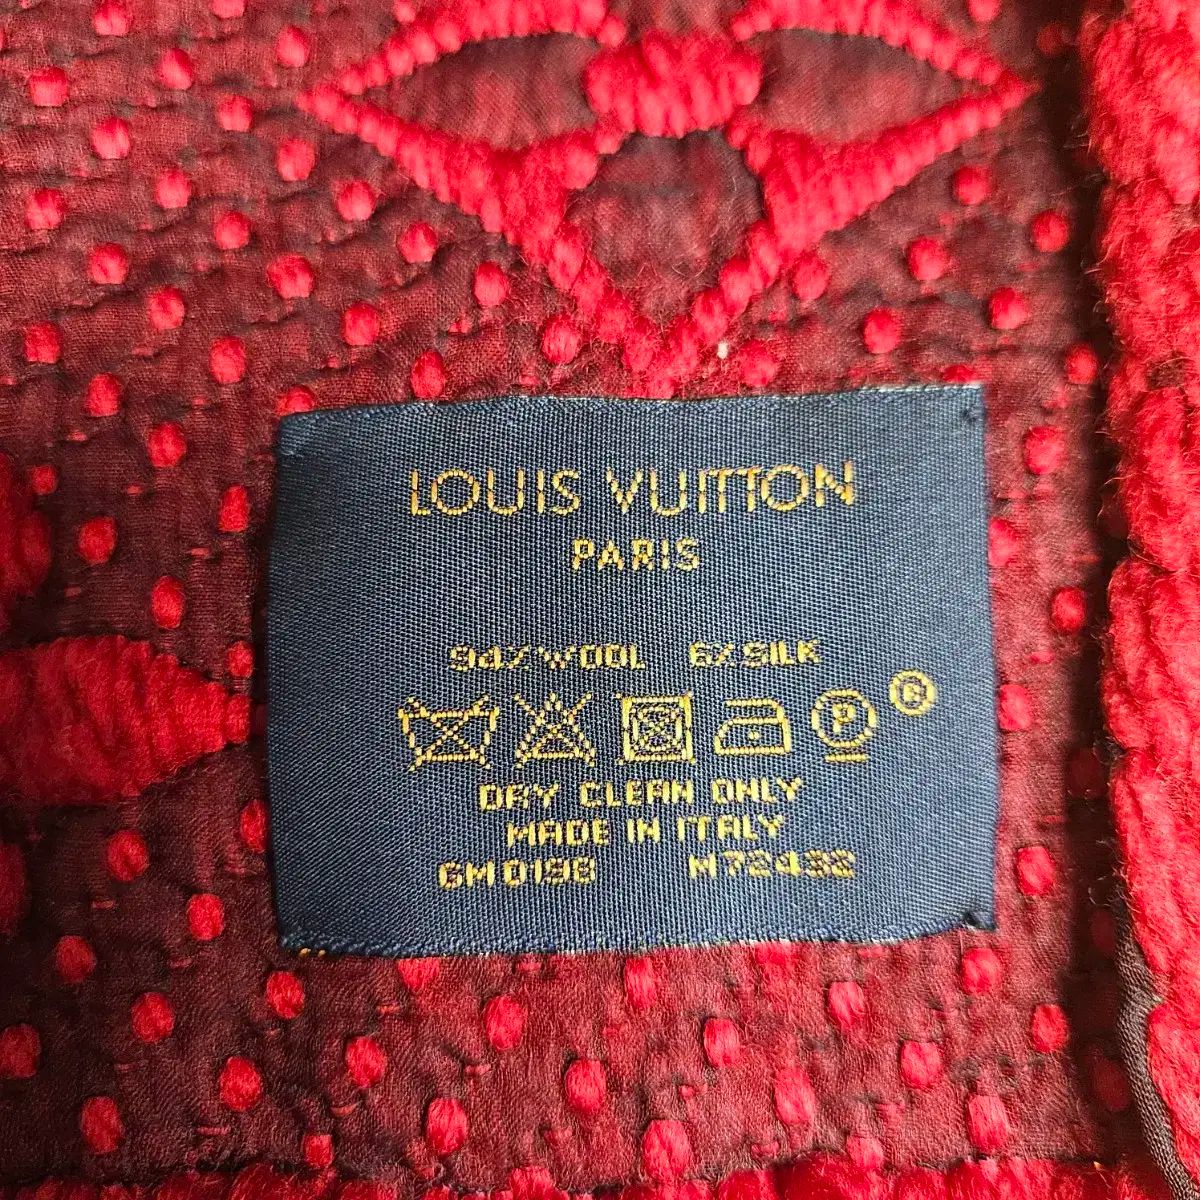 LOUIS VUITTON
PARIS
94% WOOL 6% SILK
P G
DRY CLEAN ONLY
MADE IN ITALY
GM0198 M72432